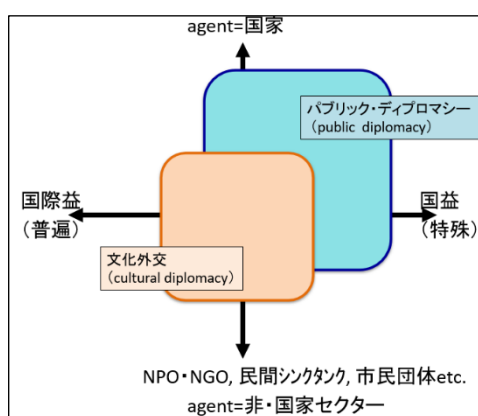 agent=国家
パブリック・ディプロマシー
（public diplomacy）
国際益
（普遍）
国益
（特殊）
文化外交
（cultural diplomacy）
NPO・NGO, 民間シンクタンク, 市民団体etc.
agent=非・国家セクター